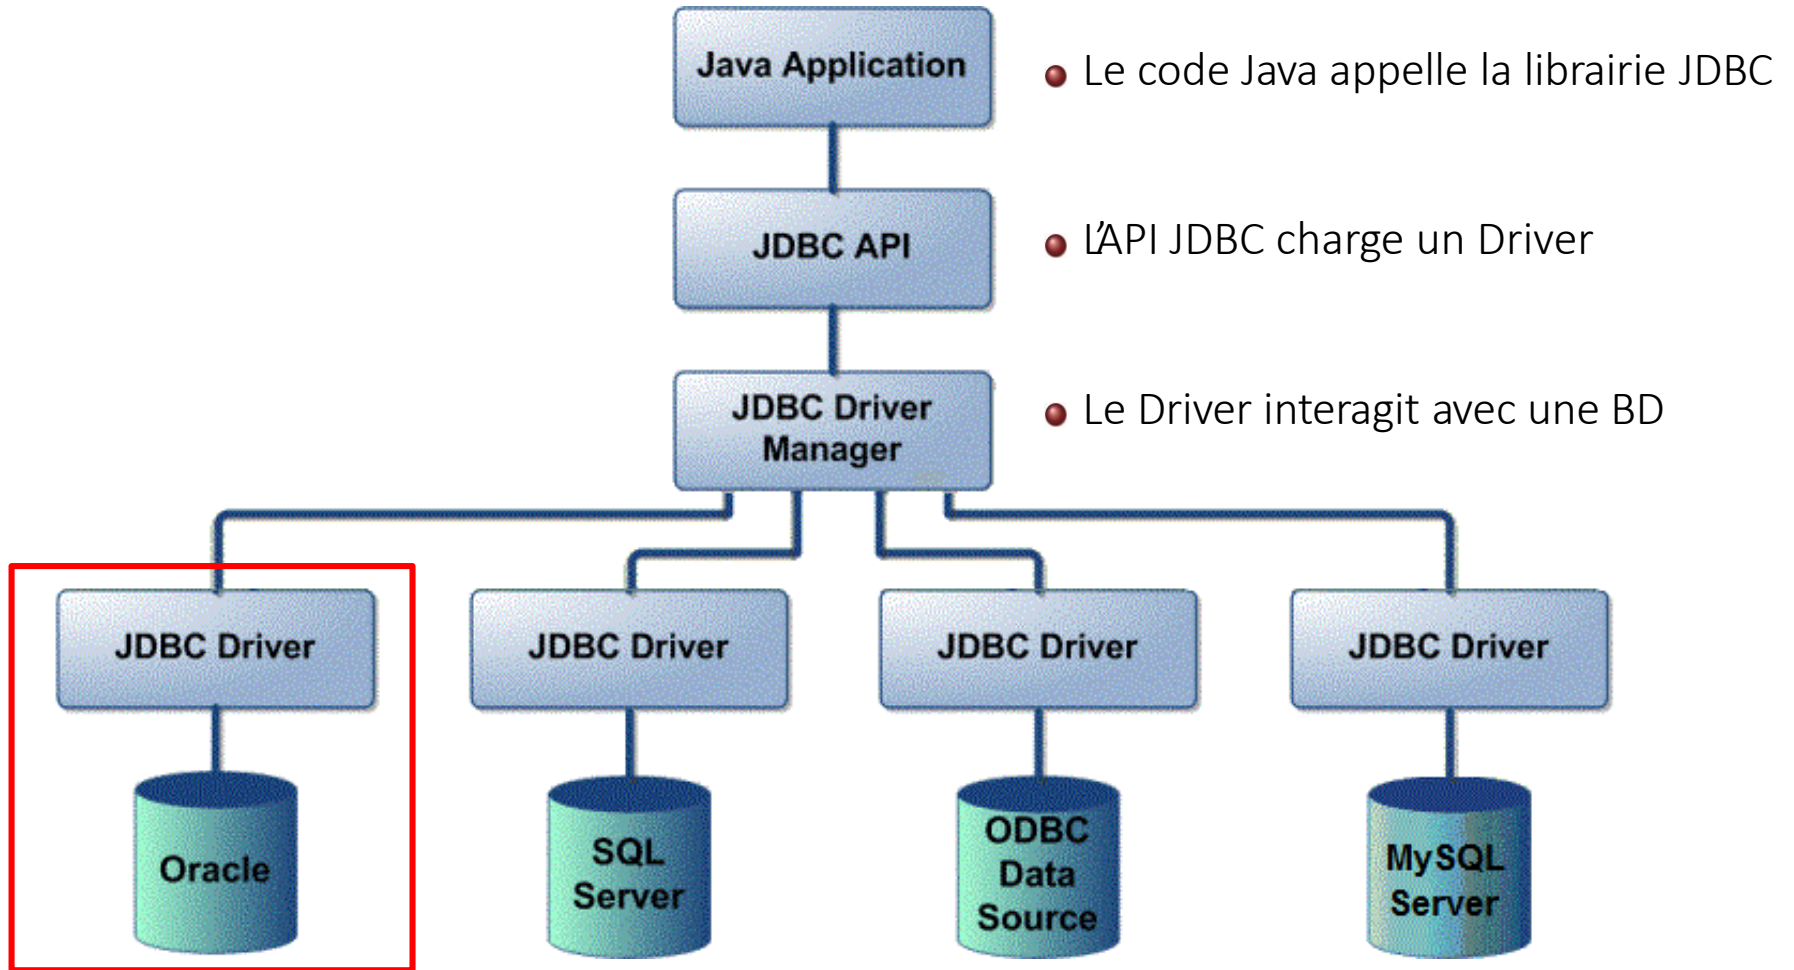 Java Application
Le code Java appelle la librairie JDBC
JDBC API
L'API JDBC charge un Driver
JDBC Driver
Manager
Le Driver interagit avec une BD
JDBC Driver
JDBC Driver
JDBC Driver
JDBC Driver
Oracle
SQL
Server
ODBC
Data
Source
MySQL
Server